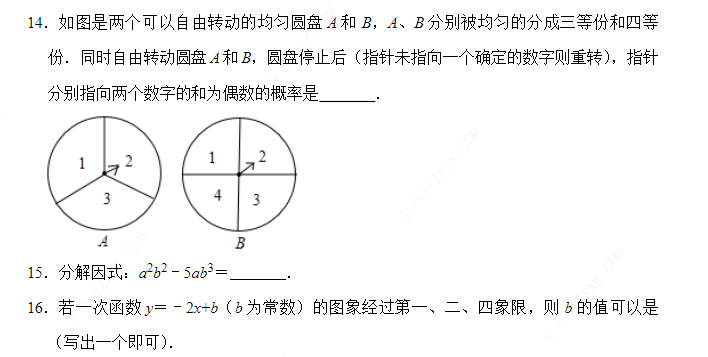 14．如图是两个可以自由转动的均匀圆盘 A 和 B，A、B 分别被均匀的分成三等份和四等
份．同时自由转动圆盘 A 和 B，圆盘停止后（指针未指向一个确定的数字则重转），指针
分别指向两个数字的和为偶数的概率是_______．
1 2 1 2
3 4 3
A B
15．分解因式：a²b²﹣5ab³＝_______．
16．若一次函数 y＝﹣2x+b（b 为常数）的图象经过第一、二、四象限，则 b 的值可以是
（写出一个即可）．